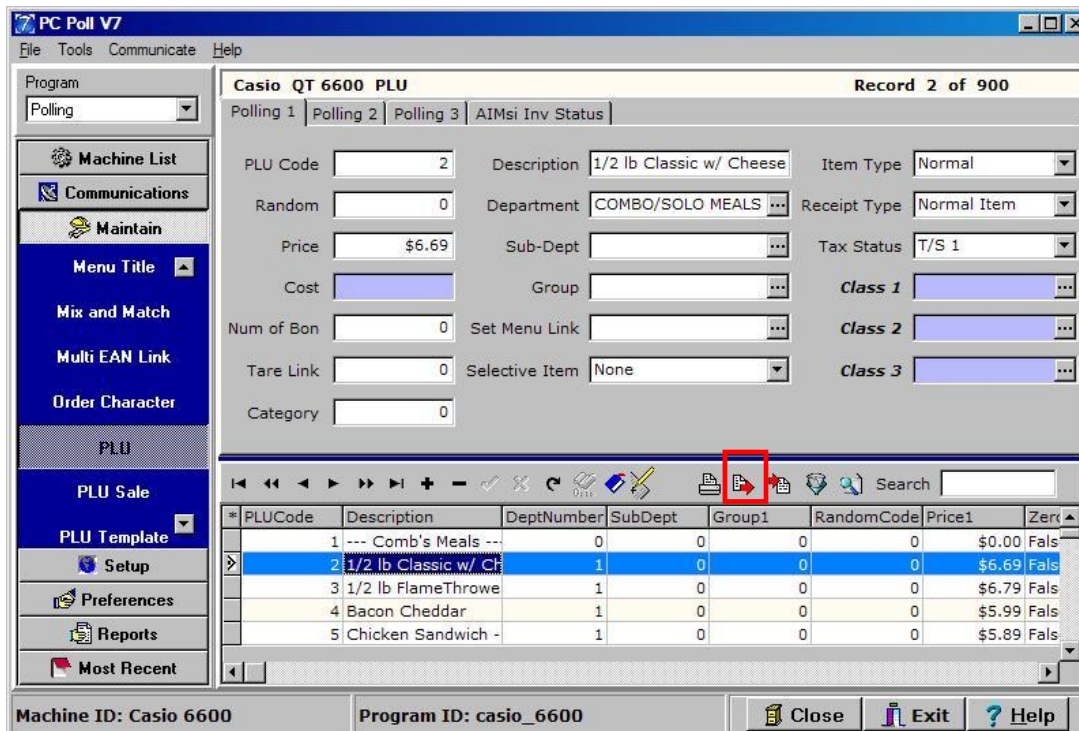 PC Poll V7
File Tools Communicate Help
Program
Polling
Machine List
Communications
Maintain
Menu Title
Mix and Match
Multi EAN Link
Order Character
PLU
PLU Sale
PLU Template
Setup
Preferences
Reports
Most Recent
Casio QT 6600 PLU Record 2 of 900
Polling 1 Polling 2 Polling 3 AIMsi Inv Status
PLU Code 2 Description 1/2 lb Classic w/ Cheese Item Type Normal
Random 0 Department COMBO/SOLO MEALS ... Receipt Type Normal Item
Price $6.69 Sub-Dept ... Tax Status T/S 1
Cost Group ... Class 1 ...
Num of Bon 0 Set Menu Link ... Class 2 ...
Tare Link 0 Selective Item None Class 3 ...
Category 0
Search
* PLUCode Description DeptNumber SubDept Group1 RandomCode Price1 Zero
1 --- Comb's Meals -- 0 0 0 0 $0.00 Fals
2 1/2 lb Classic w/ Ch 1 0 0 0 $6.69 Fals
3 1/2 lb FlameThrowe 1 0 0 0 $6.79 Fals
4 Bacon Cheddar 1 0 0 0 $5.99 Fals
5 Chicken Sandwich - 1 0 0 0 $5.89 Fals
Machine ID: Casio 6600 Program ID: casio_6600 Close Exit ? Help